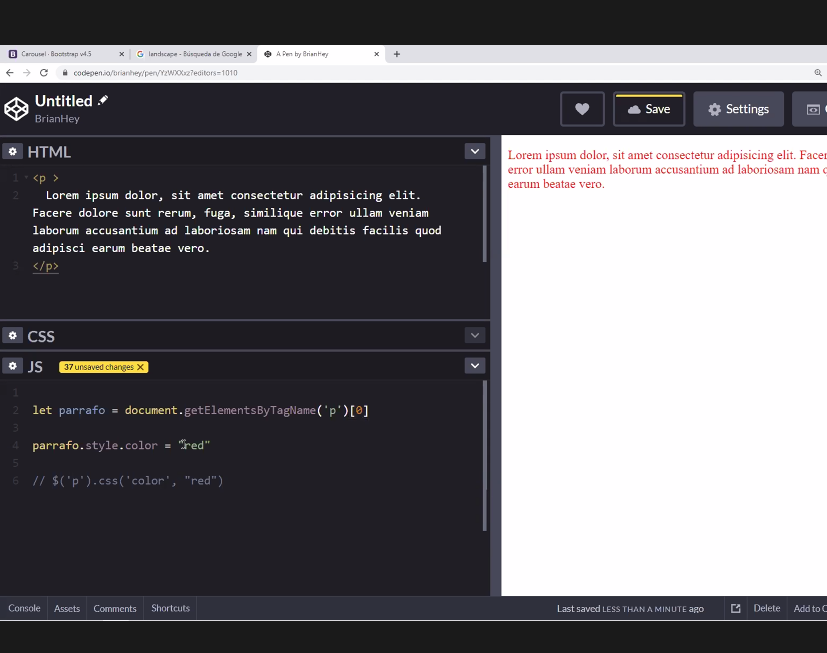 Carousel · Bootstrap v4.5
landscape - Búsqueda de Google
A Pen by BrianHey
codepen.io/brianhey/pen/YzWXXxz?editors=1010
Untitled
BrianHey
Save
Settings
HTML
1 <p >
2 Lorem ipsum dolor, sit amet consectetur adipisicing elit.
Facere dolore sunt rerum, fuga, similique error ullam veniam
laborum accusantium ad laboriosam nam qui debitis facilis quod
adipisci earum beatae vero.
3 </p>
CSS
JS 37 unsaved changes X
1
2 let parrafo = document.getElementsByTagName('p')[0]
3
4 parrafo.style.color = "red"
5
6 // $('p').css('color', "red")
Lorem ipsum dolor, sit amet consectetur adipisicing elit. Facer
error ullam veniam laborum accusantium ad laboriosam nam
earum beatae vero.
Console Assets Comments Shortcuts
Last saved LESS THAN A MINUTE ago Delete Add to C